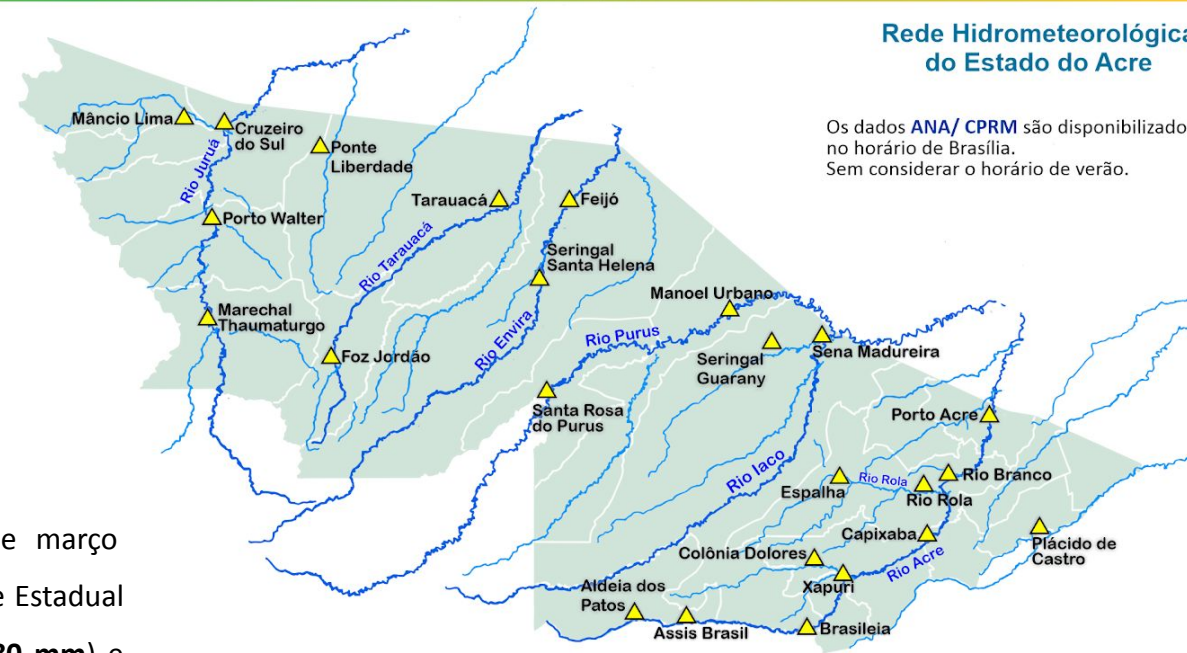 Rede Hidrometeorológica
do Estado do Acre
Os dados ANA/ CPRM são disponibilizado
no horário de Brasília.
Sem considerar o horário de verão.
Mâncio Lima
Cruzeiro
do Sul
Ponte
Liberdade
Rio Juruá
Tarauacá
Feijó
Porto Walter
Rio Tarauacá
Seringal
Santa Helena
Manoel Urbano
Marechal
Thaumaturgo
Rio Envira
Rio Purus
Foz Jordão
Seringal
Guarany
Sena Madureira
Santa Rosa
do Purus
Porto Acre
Rio Iaco
Espalha
Rio Rola
Rio Rola
Rio Branco
Capixaba
Plácido de
Castro
Colônia Dolores
Rio Acre
Xapuri
Aldeia dos
Patos
Assis Brasil
Brasileia
e março
e Estadual
80 mm) e